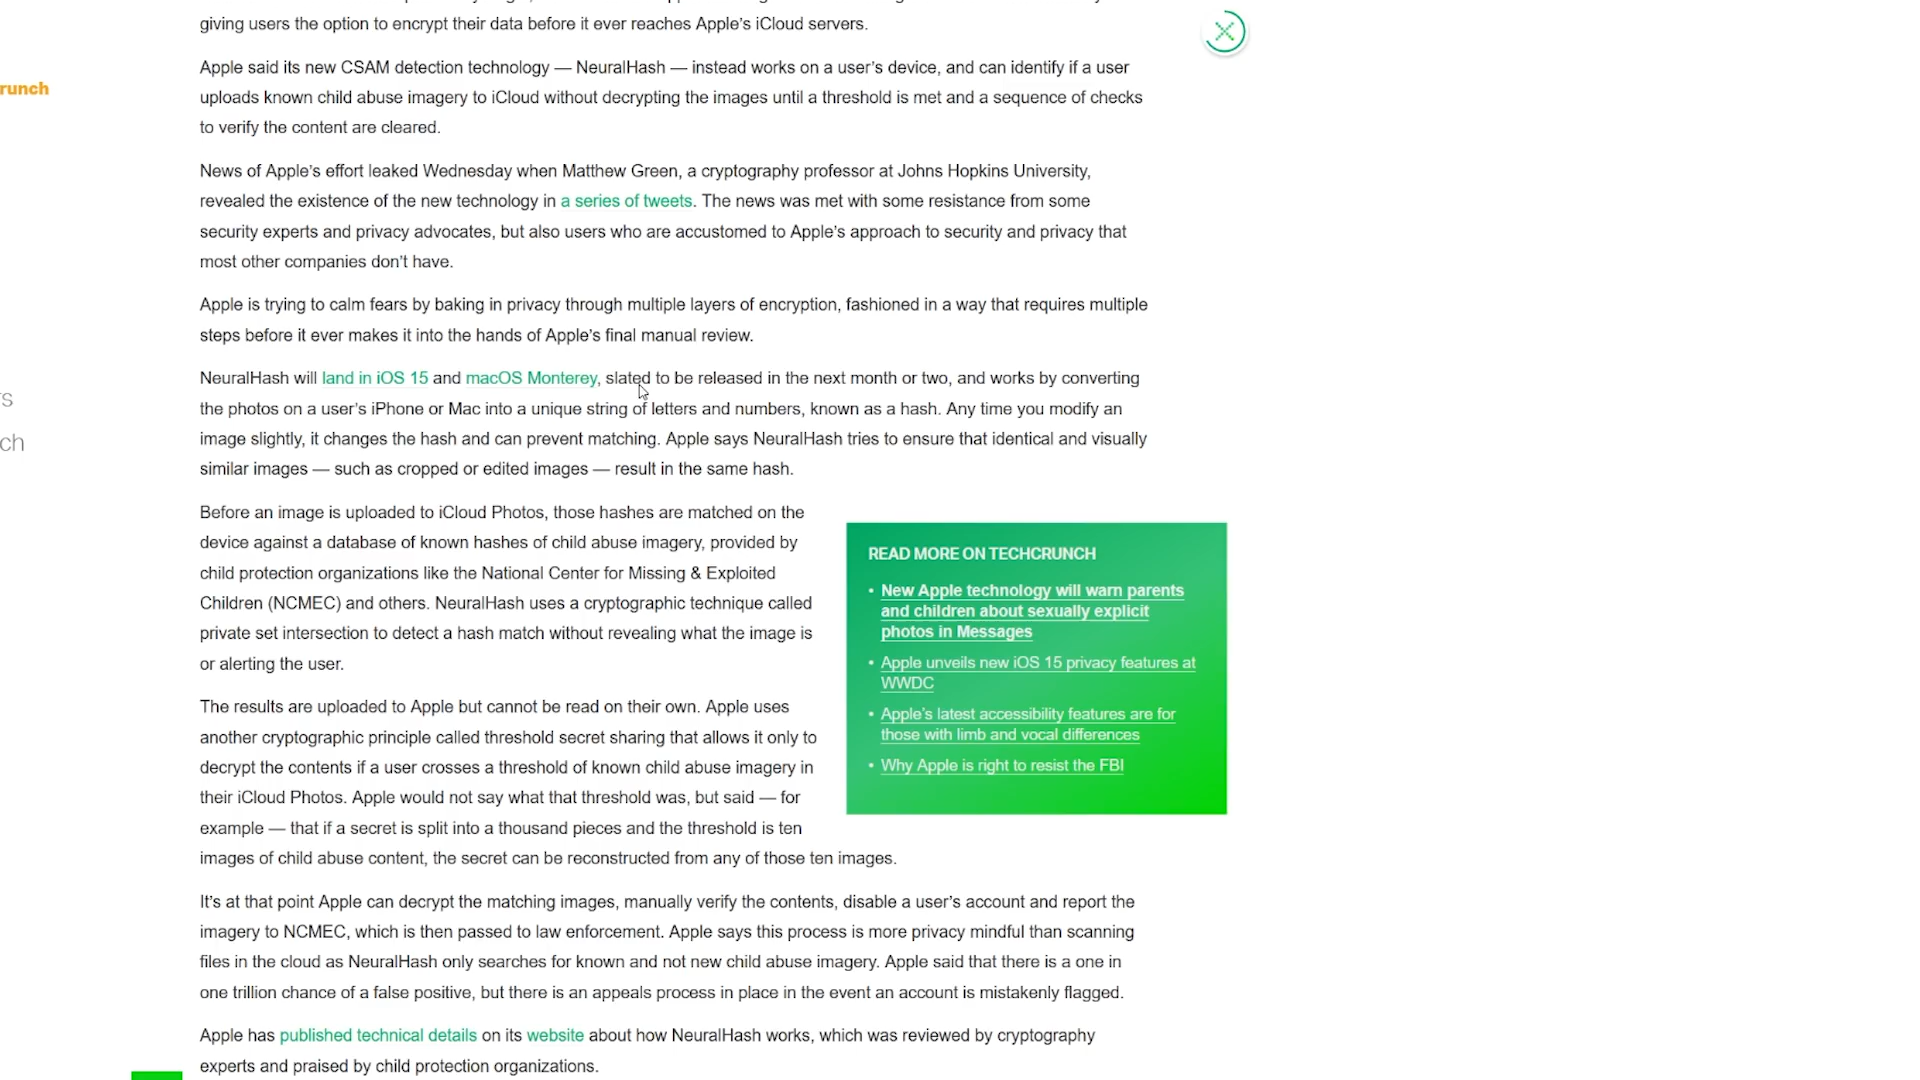 giving users the option to encrypt their data before it ever reaches Apple’s iCloud servers.
Apple said its new CSAM detection technology — NeuralHash — instead works on a user’s device, and can identify if a user
uploads known child abuse imagery to iCloud without decrypting the images until a threshold is met and a sequence of checks
to verify the content are cleared.
runch
News of Apple’s effort leaked Wednesday when Matthew Green, a cryptography professor at Johns Hopkins University,
revealed the existence of the new technology in a series of tweets. The news was met with some resistance from some
security experts and privacy advocates, but also users who are accustomed to Apple’s approach to security and privacy that
most other companies don’t have.
Apple is trying to calm fears by baking in privacy through multiple layers of encryption, fashioned in a way that requires multiple
steps before it ever makes it into the hands of Apple’s final manual review.
NeuralHash will land in iOS 15 and macOS Monterey, slated to be released in the next month or two, and works by converting
the photos on a user’s iPhone or Mac into a unique string of letters and numbers, known as a hash. Any time you modify an
image slightly, it changes the hash and can prevent matching. Apple says NeuralHash tries to ensure that identical and visually
similar images — such as cropped or edited images — result in the same hash.
rs
ch
Before an image is uploaded to iCloud Photos, those hashes are matched on the
device against a database of known hashes of child abuse imagery, provided by
child protection organizations like the National Center for Missing & Exploited
Children (NCMEC) and others. NeuralHash uses a cryptographic technique called
private set intersection to detect a hash match without revealing what the image is
or alerting the user.
The results are uploaded to Apple but cannot be read on their own. Apple uses
another cryptographic principle called threshold secret sharing that allows it only to
decrypt the contents if a user crosses a threshold of known child abuse imagery in
their iCloud Photos. Apple would not say what that threshold was, but said — for
example — that if a secret is split into a thousand pieces and the threshold is ten
images of child abuse content, the secret can be reconstructed from any of those ten images.
READ MORE ON TECHCRUNCH
• New Apple technology will warn parents
and children about sexually explicit
photos in Messages
• Apple unveils new iOS 15 privacy features at
WWDC
• Apple’s latest accessibility features are for
those with limb and vocal differences
• Why Apple is right to resist the FBI
It’s at that point Apple can decrypt the matching images, manually verify the contents, disable a user’s account and report the
imagery to NCMEC, which is then passed to law enforcement. Apple says this process is more privacy mindful than scanning
files in the cloud as NeuralHash only searches for known and not new child abuse imagery. Apple said that there is a one in
one trillion chance of a false positive, but there is an appeals process in place in the event an account is mistakenly flagged.
Apple has published technical details on its website about how NeuralHash works, which was reviewed by cryptography
experts and praised by child protection organizations.